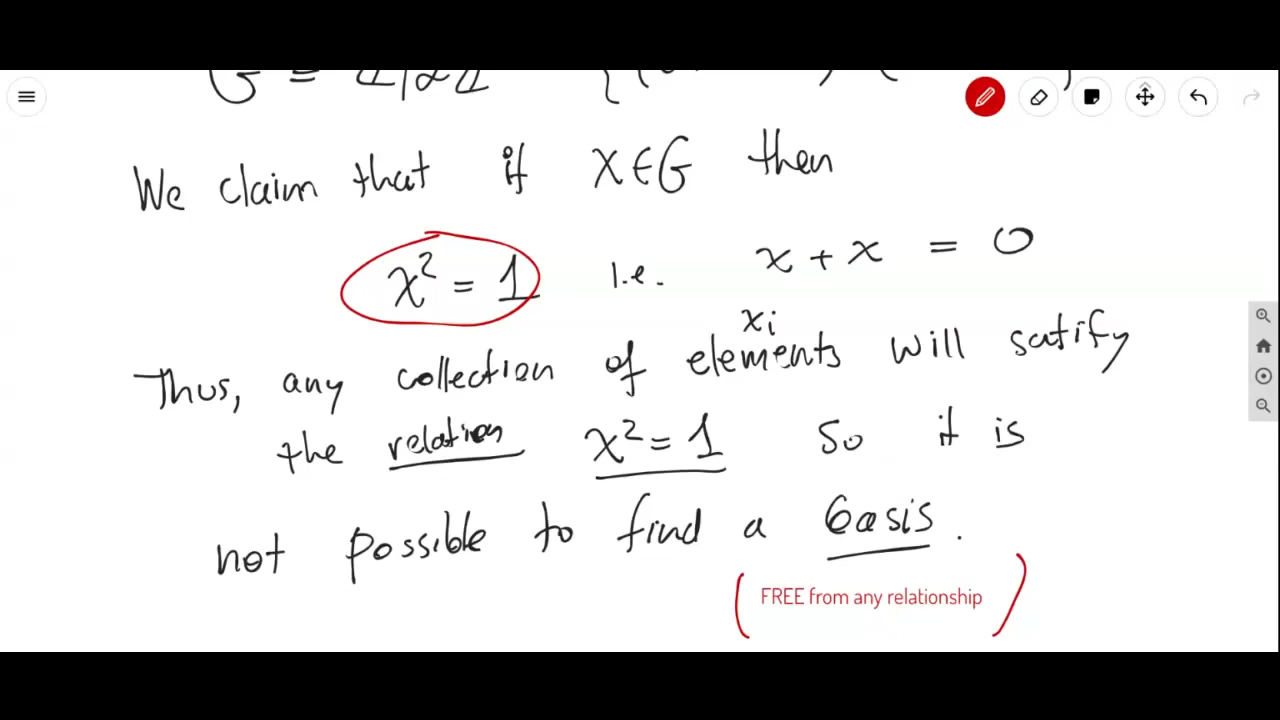 We claim that if x∈G then
x² = 1 i.e. x + x = 0
xi
Thus, any collection of elements will satify
the relation x² = 1 So it is
not possible to find a basis.
(FREE from any relationship)